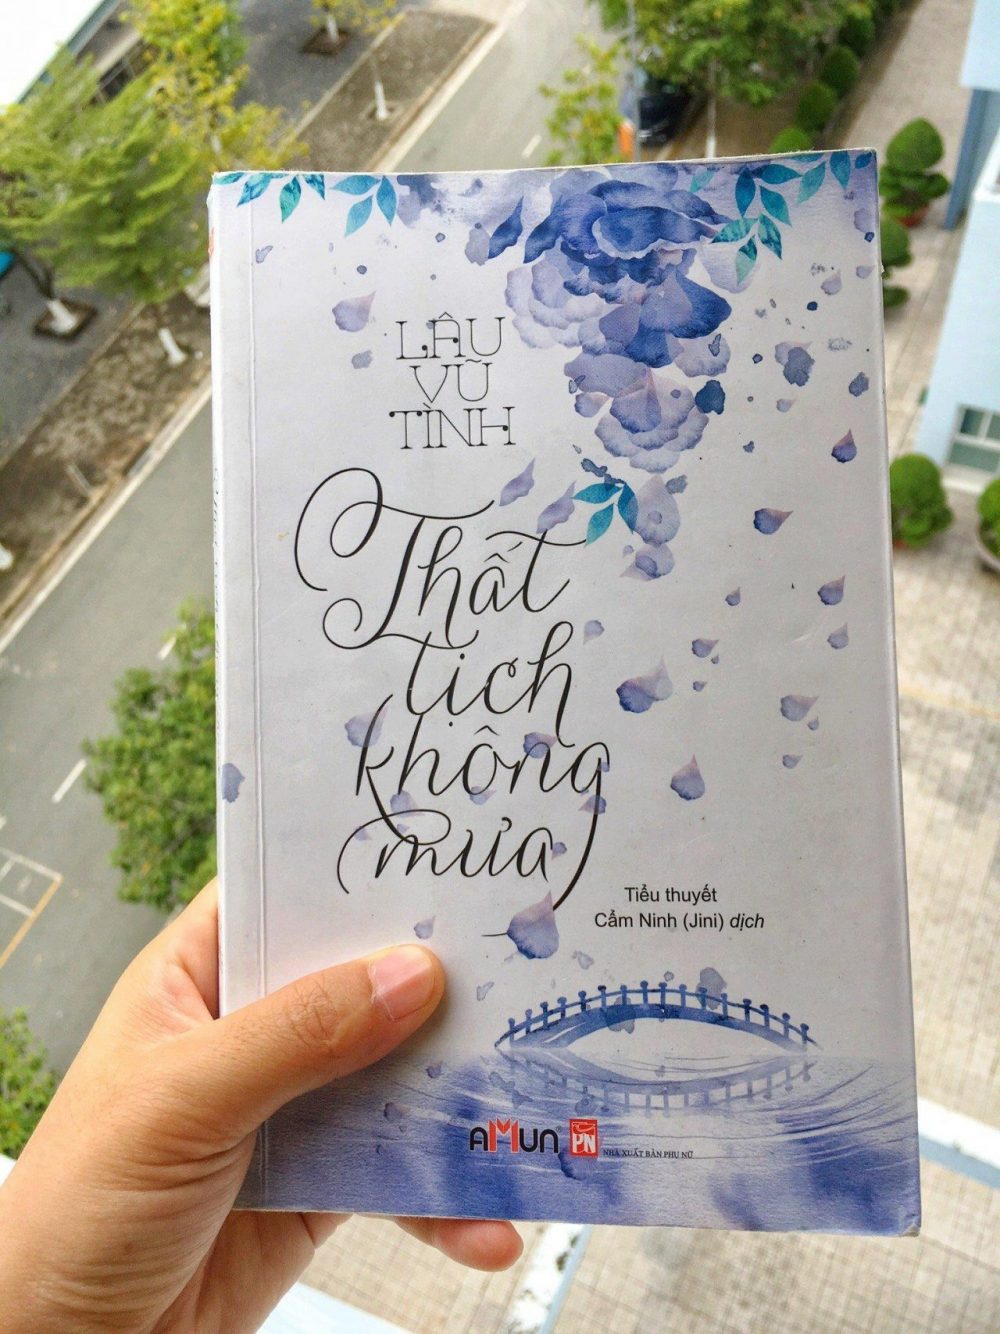 LÂU
VŨ
TÌNH
Thất
tịch
không
mưa
Tiểu thuyết
Cẩm Ninh (Jini) dịch
AMUN
PN
NHÀ XUẤT BẢN PHỤ NỮ